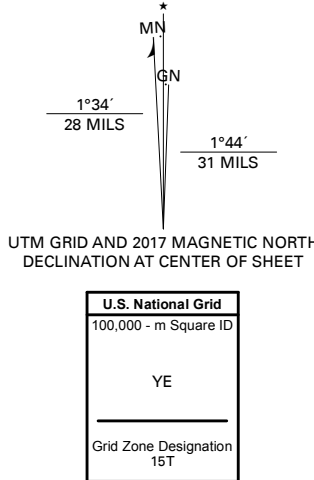 MN
GN
1°34´
28 MILS
1°44´
31 MILS
UTM GRID AND 2017 MAGNETIC NORTH
DECLINATION AT CENTER OF SHEET
U.S. National Grid
100,000 - m Square ID
YE
Grid Zone Designation
15T